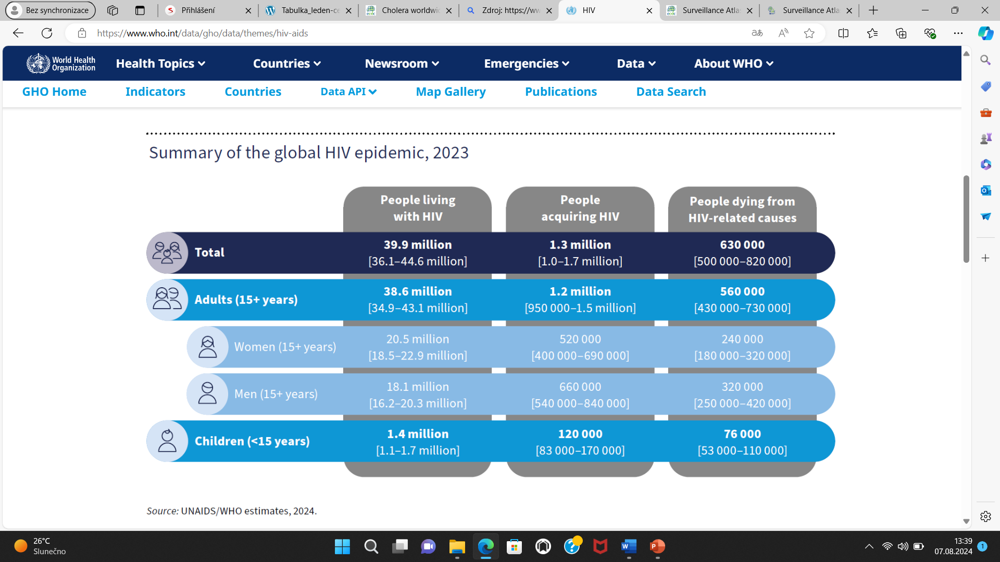 Bez synchronizace
Přihlášení
Tabulka_leden-ce
Cholera worldwi
Zdroj: https://ww
HIV
Surveillance Atla
Surveillance Atla
https://www.who.int/data/gho/data/themes/hiv-aids
World Health
Organization
Health Topics
Countries
Newsroom
Emergencies
Data
About WHO
GHO Home
Indicators
Countries
Data API
Map Gallery
Publications
Data Search
Summary of the global HIV epidemic, 2023
People living
with HIV
People
acquiring HIV
People dying from
HIV-related causes
Total
39.9 million
[36.1–44.6 million]
1.3 million
[1.0–1.7 million]
630 000
[500 000–820 000]
Adults (15+ years)
38.6 million
[34.9–43.1 million]
1.2 million
[950 000–1.5 million]
560 000
[430 000–730 000]
Women (15+ years)
20.5 million
[18.5–22.9 million]
520 000
[400 000–690 000]
240 000
[180 000–320 000]
Men (15+ years)
18.1 million
[16.2–20.3 million]
660 000
[540 000–840 000]
320 000
[250 000–420 000]
Children (<15 years)
1.4 million
[1.1–1.7 million]
120 000
[83 000–170 000]
76 000
[53 000–110 000]
Source: UNAIDS/WHO estimates, 2024.
26°C
Slunečno
13:39
07.08.2024
1